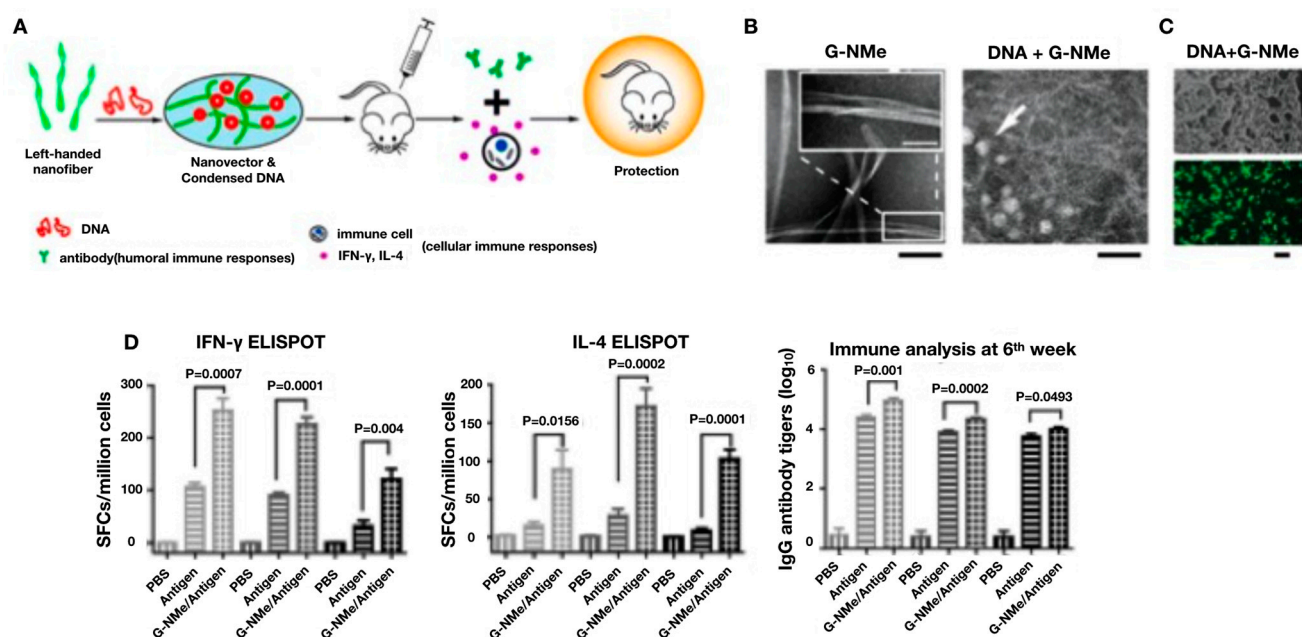 A
Left-handed
nanofiber
Nanovector &
Condensed DNA
Protection
DNA
antibody(humoral immune responses)
immune cell
IFN-γ, IL-4
(cellular immune responses)
B
G-NMe
DNA + G-NMe
C
DNA+G-NMe
D
IFN-γ ELISPOT
SFCs/million cells
300
200
100
0
P=0.0007
P=0.0001
P=0.004
PBS
Antigen
G-NMe/Antigen
PBS
Antigen
G-NMe/Antigen
PBS
Antigen
G-NMe/Antigen
IL-4 ELISPOT
SFCs/million cells
200
150
100
50
0
P=0.0156
P=0.0002
P=0.0001
PBS
Antigen
G-NMe/Antigen
PBS
Antigen
G-NMe/Antigen
PBS
Antigen
G-NMe/Antigen
Immune analysis at 6th week
IgG antibody tigers (log10)
6
4
2
0
P=0.001
P=0.0002
P=0.0493
PBS
Antigen
G-NMe/Antigen
PBS
Antigen
G-NMe/Antigen
PBS
Antigen
G-NMe/Antigen